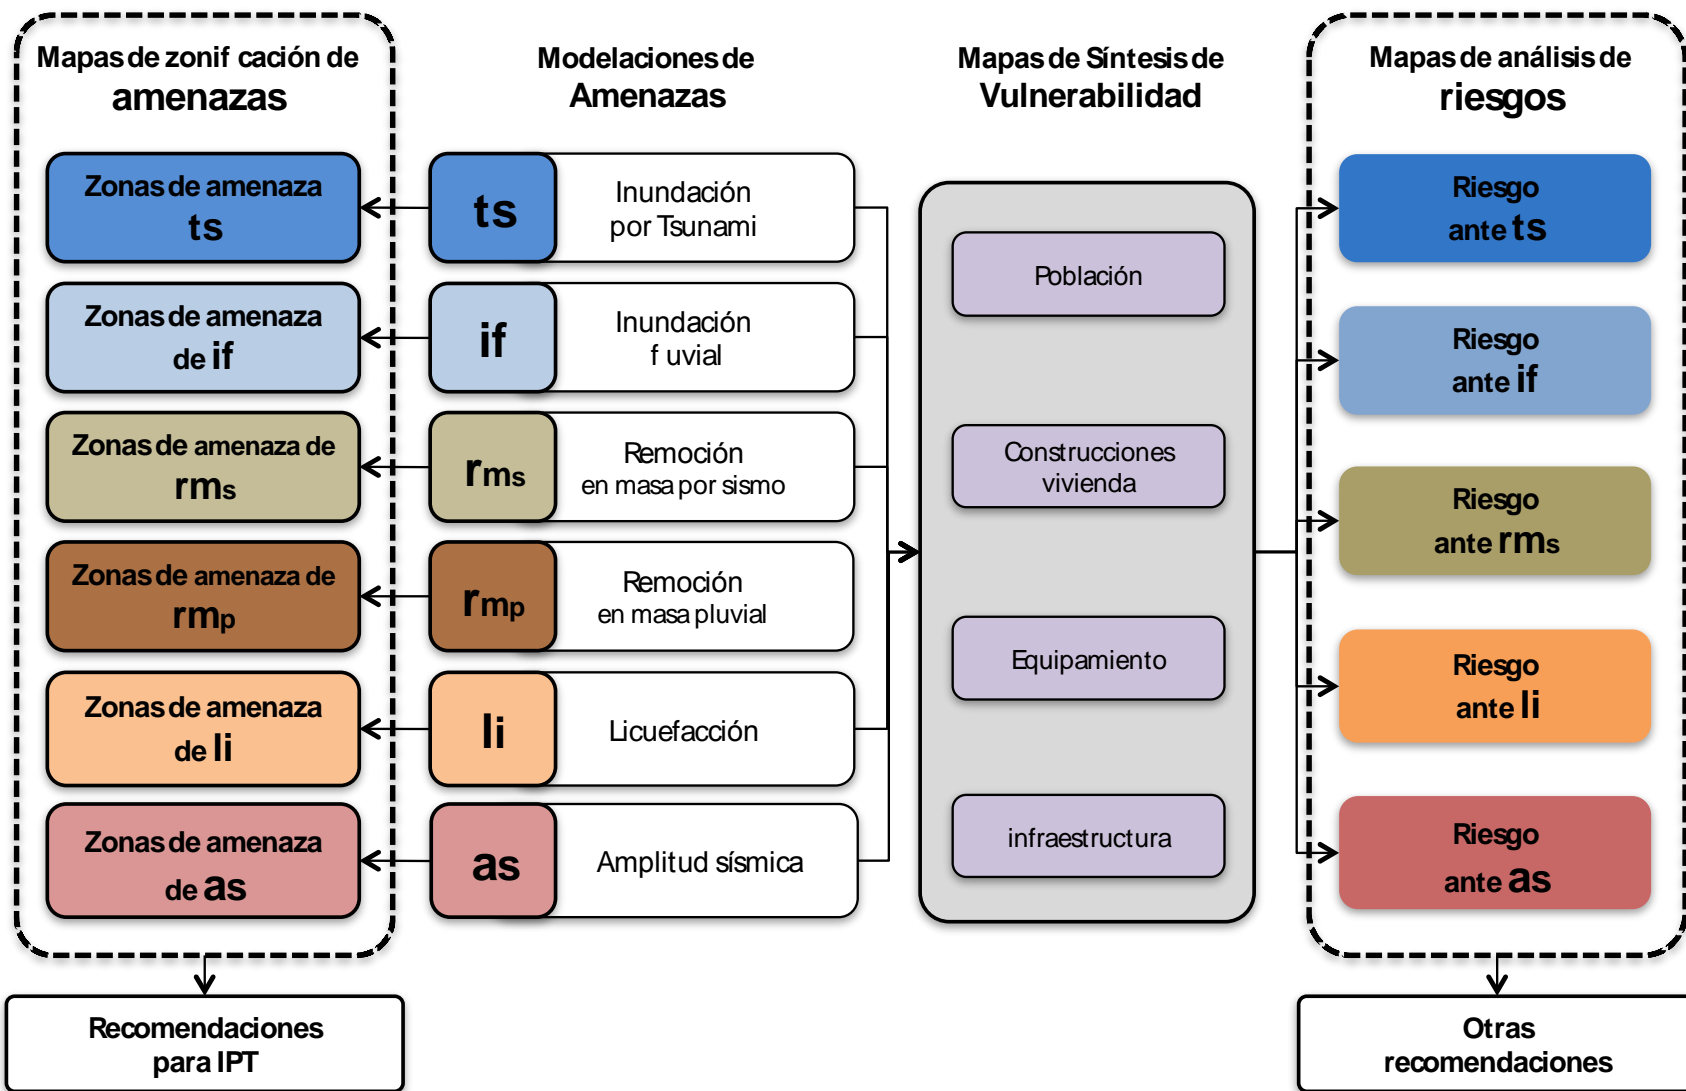 Mapas de zonif cación de
amenazas
Modelaciones de
Amenazas
Mapas de Síntesis de
Vulnerabilidad
Mapas de análisis de
riesgos
Zonas de amenaza
ts
ts
Inundación
por Tsunami
Riesgo
ante ts
Zonas de amenaza
de if
if
Inundación
f uvial
Riesgo
ante if
Zonas de amenaza de
rms
rms
Remoción
en masa por sismo
Riesgo
ante rms
Zonas de amenaza de
rmp
rmp
Remoción
en masa pluvial
Zonas de amenaza
de li
li
Licuefacción
Riesgo
ante li
Zonas de amenaza
de as
as
Amplitud sísmica
Riesgo
ante as
Población
Construcciones
vivienda
Equipamiento
infraestructura
Recomendaciones
para IPT
Otras
recomendaciones